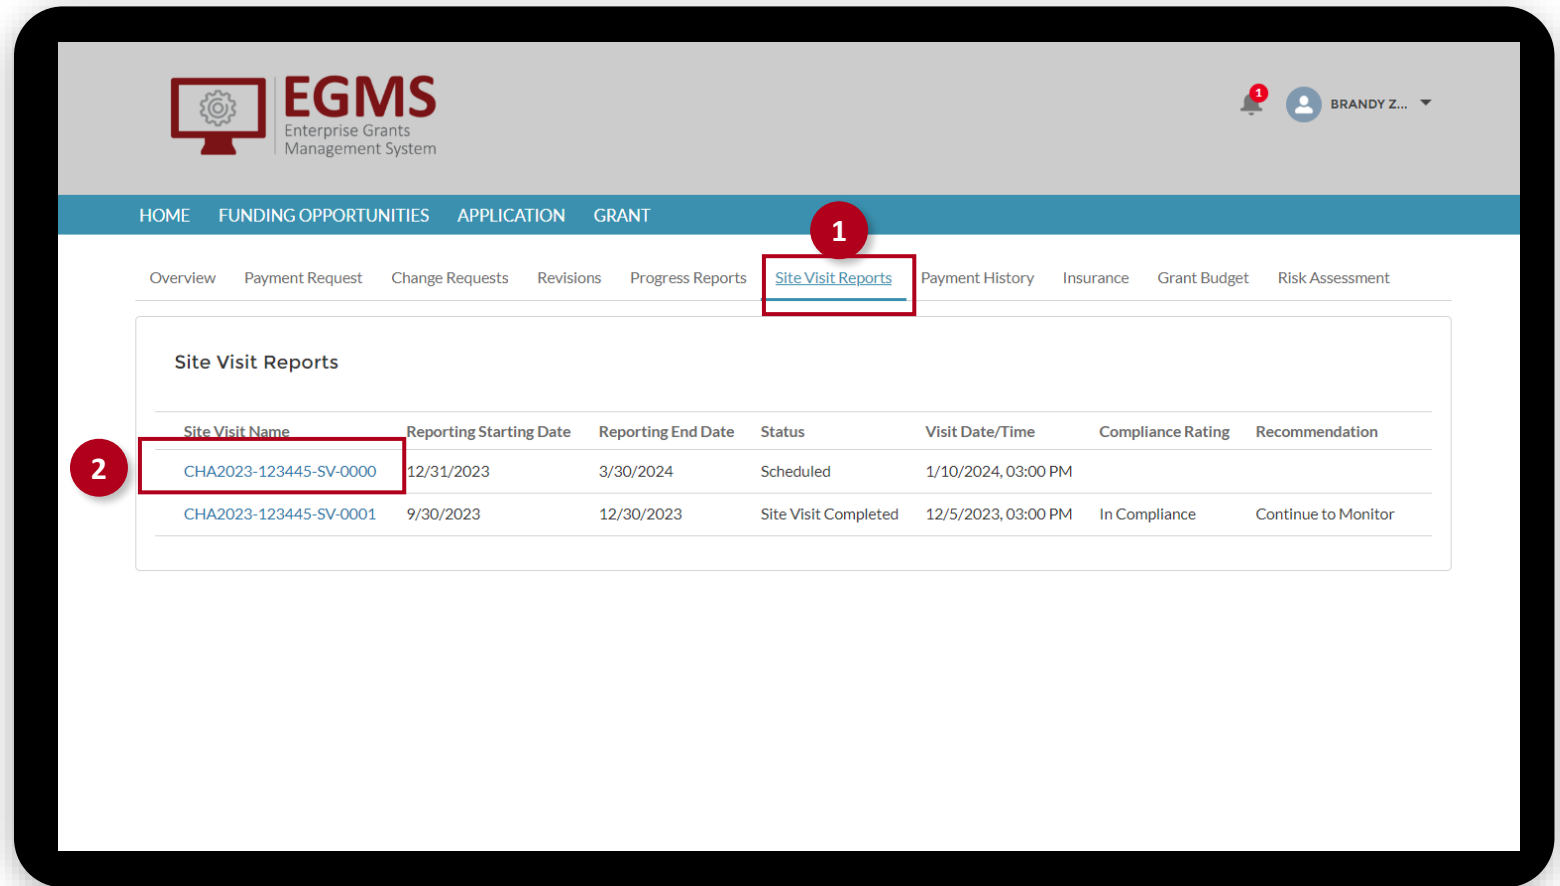 EGMS
Enterprise Grants
Management System
1
BRANDY Z...
HOME FUNDING OPPORTUNITIES APPLICATION GRANT
1
Overview Payment Request Change Requests Revisions Progress Reports Site Visit Reports Payment History Insurance Grant Budget Risk Assessment
Site Visit Reports
Site Visit Name Reporting Starting Date Reporting End Date Status Visit Date/Time Compliance Rating Recommendation
2
CHA2023-123445-SV-0000 12/31/2023 3/30/2024 Scheduled 1/10/2024, 03:00 PM
CHA2023-123445-SV-0001 9/30/2023 12/30/2023 Site Visit Completed 12/5/2023, 03:00 PM In Compliance Continue to Monitor